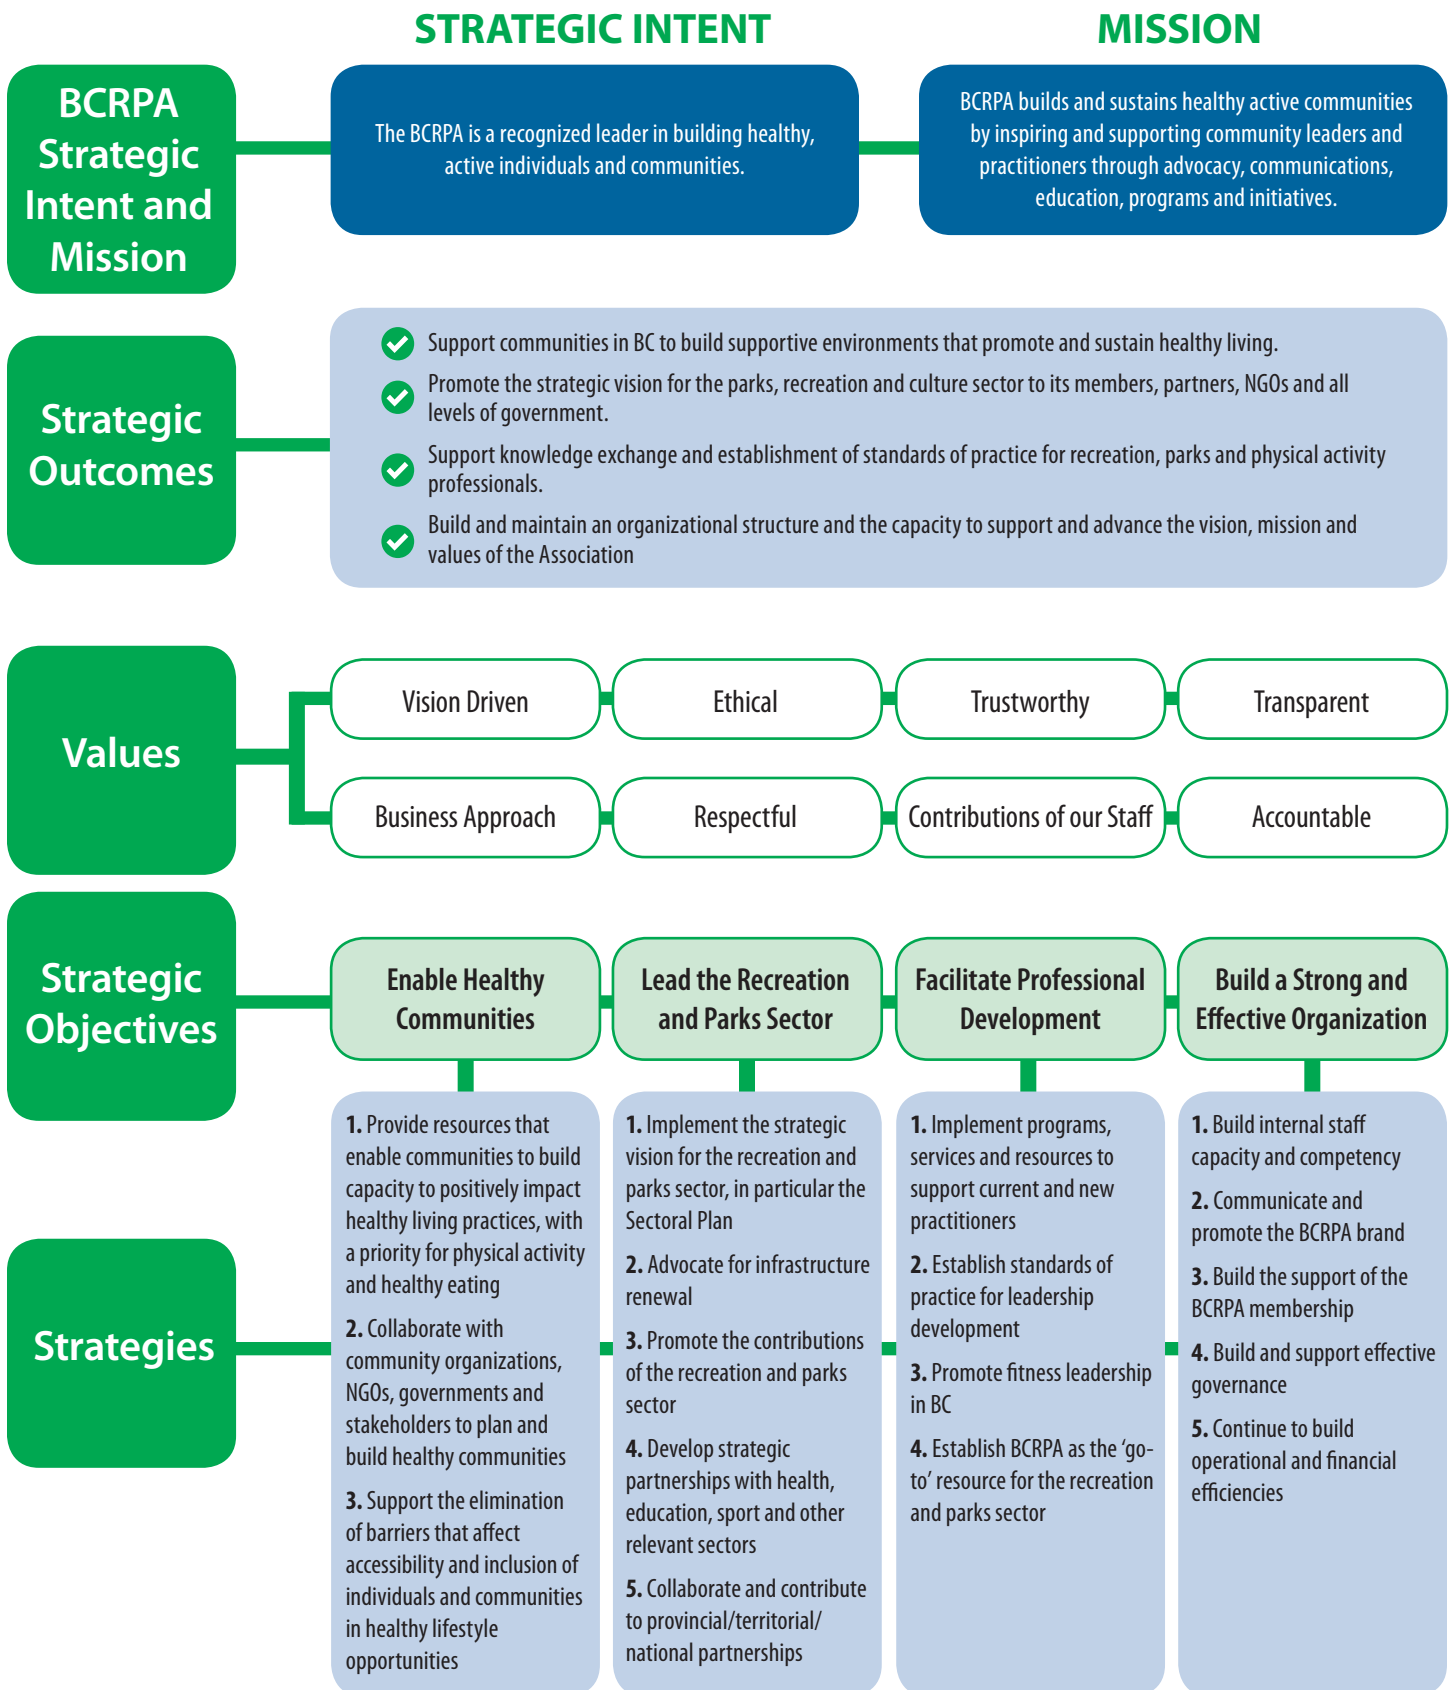 STRATEGIC INTENT
MISSION
BCRPA
Strategic
Intent and
Mission
The BCRPA is a recognized leader in building healthy,
active individuals and communities.
BCRPA builds and sustains healthy active communities
by inspiring and supporting community leaders and
practitioners through advocacy, communications,
education, programs and initiatives.
Strategic
Outcomes
Support communities in BC to build supportive environments that promote and sustain healthy living.
Promote the strategic vision for the parks, recreation and culture sector to its members, partners, NGOs and all
levels of government.
Support knowledge exchange and establishment of standards of practice for recreation, parks and physical activity
professionals.
Build and maintain an organizational structure and the capacity to support and advance the vision, mission and
values of the Association
Values
Vision Driven
Ethical
Trustworthy
Transparent
Business Approach
Respectful
Contributions of our Staff
Accountable
Strategic
Objectives
Enable Healthy
Communities
Lead the Recreation
and Parks Sector
Facilitate Professional
Development
Build a Strong and
Effective Organization
Strategies
1. Provide resources that
enable communities to build
capacity to positively impact
healthy living practices, with
a priority for physical activity
and healthy eating
2. Collaborate with
community organizations,
NGOs, governments and
stakeholders to plan and
build healthy communities
3. Support the elimination
of barriers that affect
accessibility and inclusion of
individuals and communities
in healthy lifestyle
opportunities
1. Implement the strategic
vision for the recreation and
parks sector, in particular the
Sectoral Plan
2. Advocate for infrastructure
renewal
3. Promote the contributions
of the recreation and parks
sector
4. Develop strategic
partnerships with health,
education, sport and other
relevant sectors
5. Collaborate and contribute
to provincial/territorial/
national partnerships
1. Implement programs,
services and resources to
support current and new
practitioners
2. Establish standards of
practice for leadership
development
3. Promote fitness leadership
in BC
4. Establish BCRPA as the ‘go-
to’ resource for the recreation
and parks sector
1. Build internal staff
capacity and competency
2. Communicate and
promote the BCRPA brand
3. Build the support of the
BCRPA membership
4. Build and support effective
governance
5. Continue to build
operational and financial
efficiencies